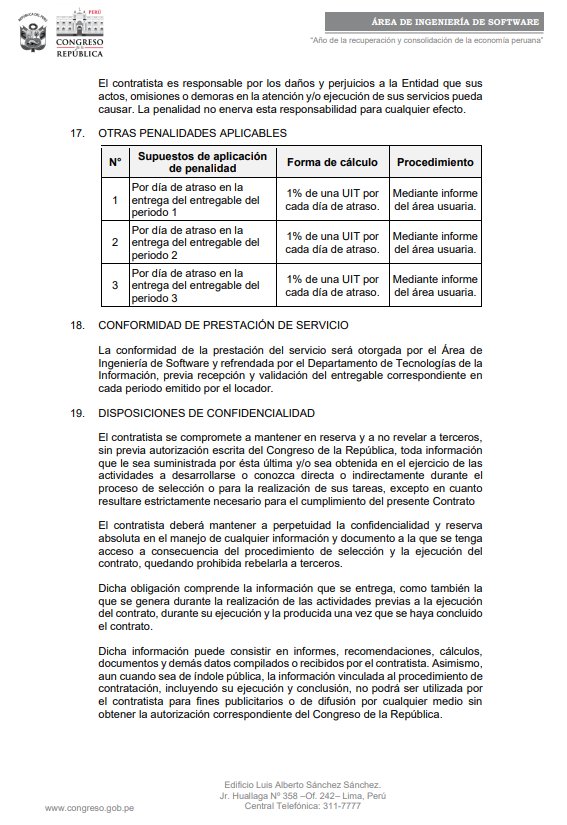 REPÚBLICA DEL PERÚ
PERÚ
CONGRESO
REPÚBLICA
ÁREA DE INGENIERÍA DE SOFTWARE
“Año de la recuperación y consolidación de la economía peruana”
El contratista es responsable por los daños y perjuicios a la Entidad que sus
actos, omisiones o demoras en la atención y/o ejecución de sus servicios pueda
causar. La penalidad no enerva esta responsabilidad para cualquier efecto.
17. OTRAS PENALIDADES APLICABLES
N° Supuestos de aplicación de penalidad Forma de cálculo Procedimiento
1 Por día de atraso en la entrega del entregable del periodo 1 1% de una UIT por cada día de atraso. Mediante informe del área usuaria.
2 Por día de atraso en la entrega del entregable del periodo 2 1% de una UIT por cada día de atraso. Mediante informe del área usuaria.
3 Por día de atraso en la entrega del entregable del periodo 3 1% de una UIT por cada día de atraso. Mediante informe del área usuaria.
18. CONFORMIDAD DE PRESTACIÓN DE SERVICIO
La conformidad de la prestación del servicio será otorgada por el Área de
Ingeniería de Software y refrendada por el Departamento de Tecnologías de la
Información, previa recepción y validación del entregable correspondiente en
cada periodo emitido por el locador.
19. DISPOSICIONES DE CONFIDENCIALIDAD
El contratista se compromete a mantener en reserva y a no revelar a terceros,
sin previa autorización escrita del Congreso de la República, toda información
que le sea suministrada por ésta última y/o sea obtenida en el ejercicio de las
actividades a desarrollarse o conozca directa o indirectamente durante el
proceso de selección o para la realización de sus tareas, excepto en cuanto
resultare estrictamente necesario para el cumplimiento del presente Contrato
El contratista deberá mantener a perpetuidad la confidencialidad y reserva
absoluta en el manejo de cualquier información y documento a la que se tenga
acceso a consecuencia del procedimiento de selección y la ejecución del
contrato, quedando prohibida rebelarla a terceros.
Dicha obligación comprende la información que se entrega, como también la
que se genera durante la realización de las actividades previas a la ejecución
del contrato, durante su ejecución y la producida una vez que se haya concluido
el contrato.
Dicha información puede consistir en informes, recomendaciones, cálculos,
documentos y demás datos compilados o recibidos por el contratista. Asimismo,
aun cuando sea de índole pública, la información vinculada al procedimiento de
contratación, incluyendo su ejecución y conclusión, no podrá ser utilizada por
el contratista para fines publicitarios o de difusión por cualquier medio sin
obtener la autorización correspondiente del Congreso de la República.
Edificio Luis Alberto Sánchez Sánchez.
Jr. Huallaga Nº 358 –Of. 242– Lima, Perú
www.congreso.gob.pe Central Telefónica: 311-7777